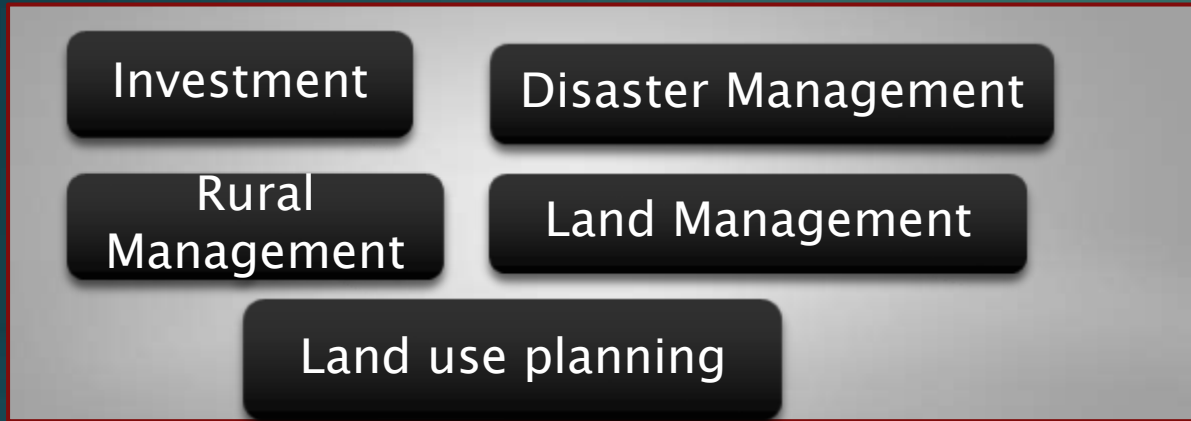 Investment
Disaster Management
Rural
Management
Land Management
Land use planning